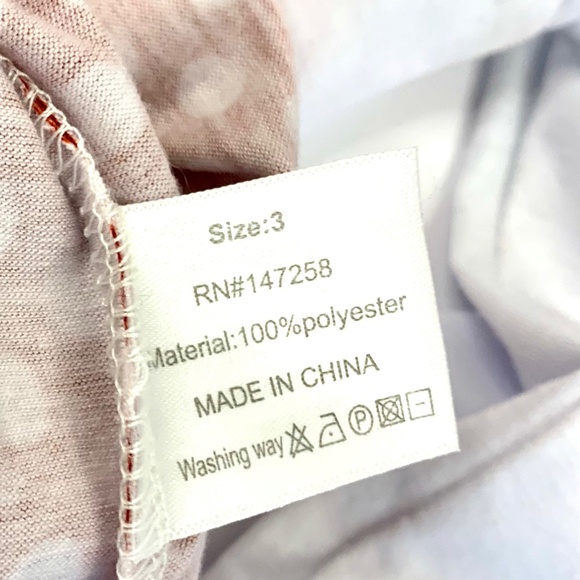 Size:3
RN#147258
Material:100%polyester
MADE IN CHINA
Washing way P